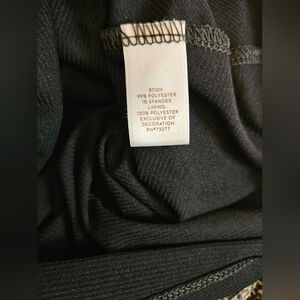 BODY:
99% POLYESTER
1% SPANDEX
LINING:
100% POLYESTER
EXCLUSIVE OF
DECORATION
RN#73277